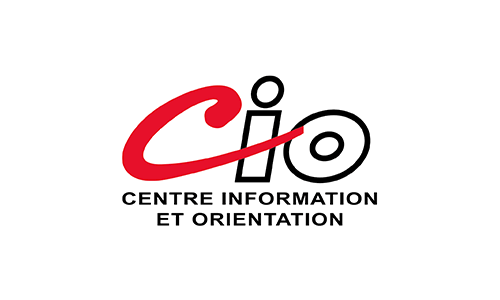 Cio
CENTRE INFORMATION
ET ORIENTATION